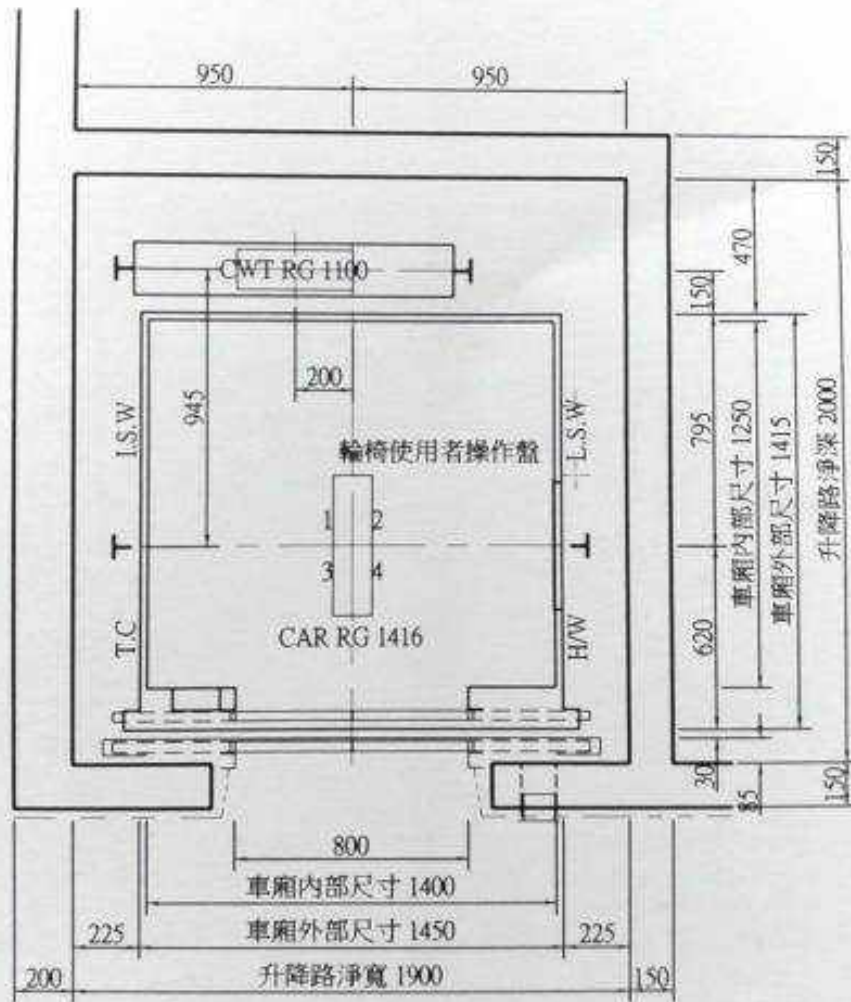 950
950
150
CWT RG 1100
470
150
200
945
I.S.W
L.S.W
795
車廂內部尺寸 1250
車廂外部尺寸 1415
升降路淨深 2000
輪椅使用者操作盤
1
2
3
4
CAR RG 1416
T.C
H/W
620
30
85
150
800
車廂內部尺寸 1400
225
車廂外部尺寸 1450
225
200
升降路淨寬 1900
150